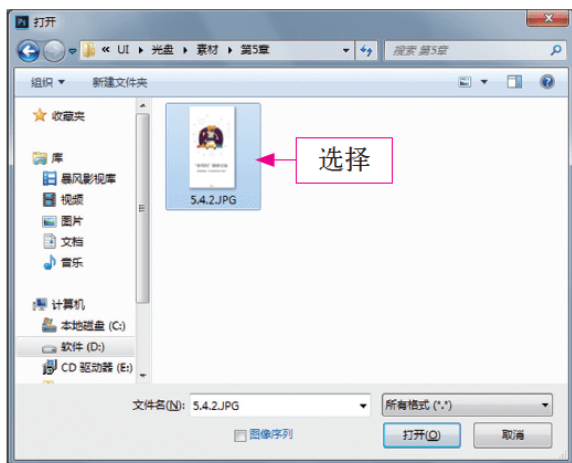 Ps 打开
« UI 光盘 素材 第5章
搜索 第5章
组织 新建文件夹
收藏夹
库
暴风影视库
视频
图片
文档
音乐
计算机
本地磁盘 (C:)
软件 (D:)
CD 驱动器 (E:)
5.4.2.JPG
选择
文件名(N): 5.4.2.JPG
所有格式 (*.*)
图像序列
打开(O)
取消